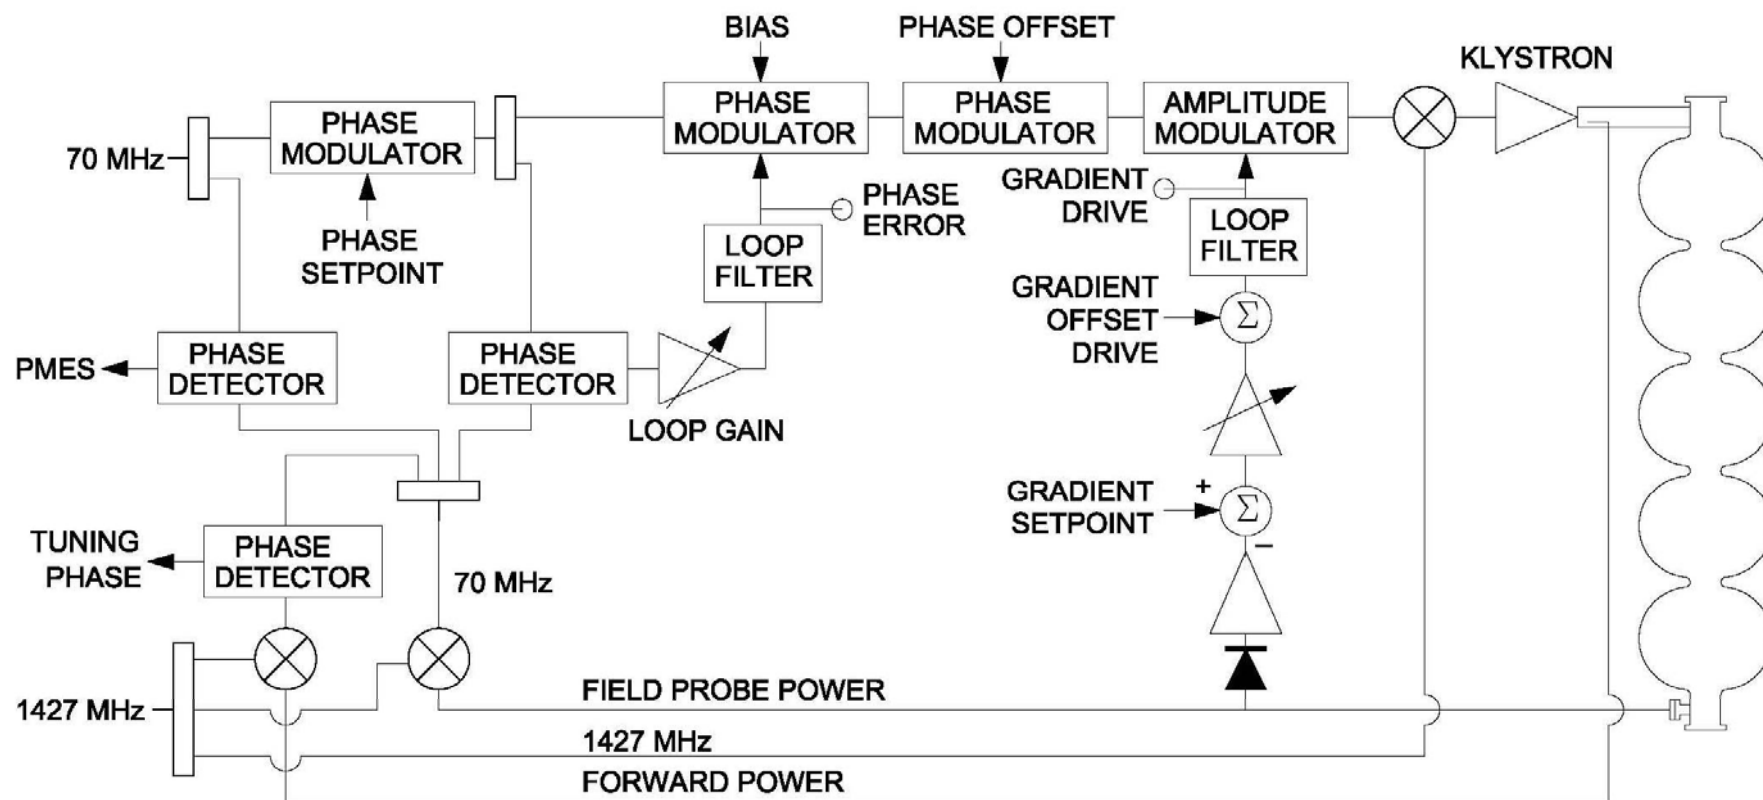 BIAS
PHASE OFFSET
KLYSTRON
PHASE
MODULATOR
PHASE
MODULATOR
PHASE
MODULATOR
AMPLITUDE
MODULATOR
70 MHz
PHASE
SETPOINT
PHASE
ERROR
GRADIENT
DRIVE
LOOP
FILTER
LOOP
FILTER
GRADIENT
OFFSET
DRIVE
Σ
PMES
PHASE
DETECTOR
PHASE
DETECTOR
LOOP GAIN
GRADIENT
SETPOINT
+
Σ
−
TUNING
PHASE
PHASE
DETECTOR
70 MHz
1427 MHz
FIELD PROBE POWER
1427 MHz
FORWARD POWER